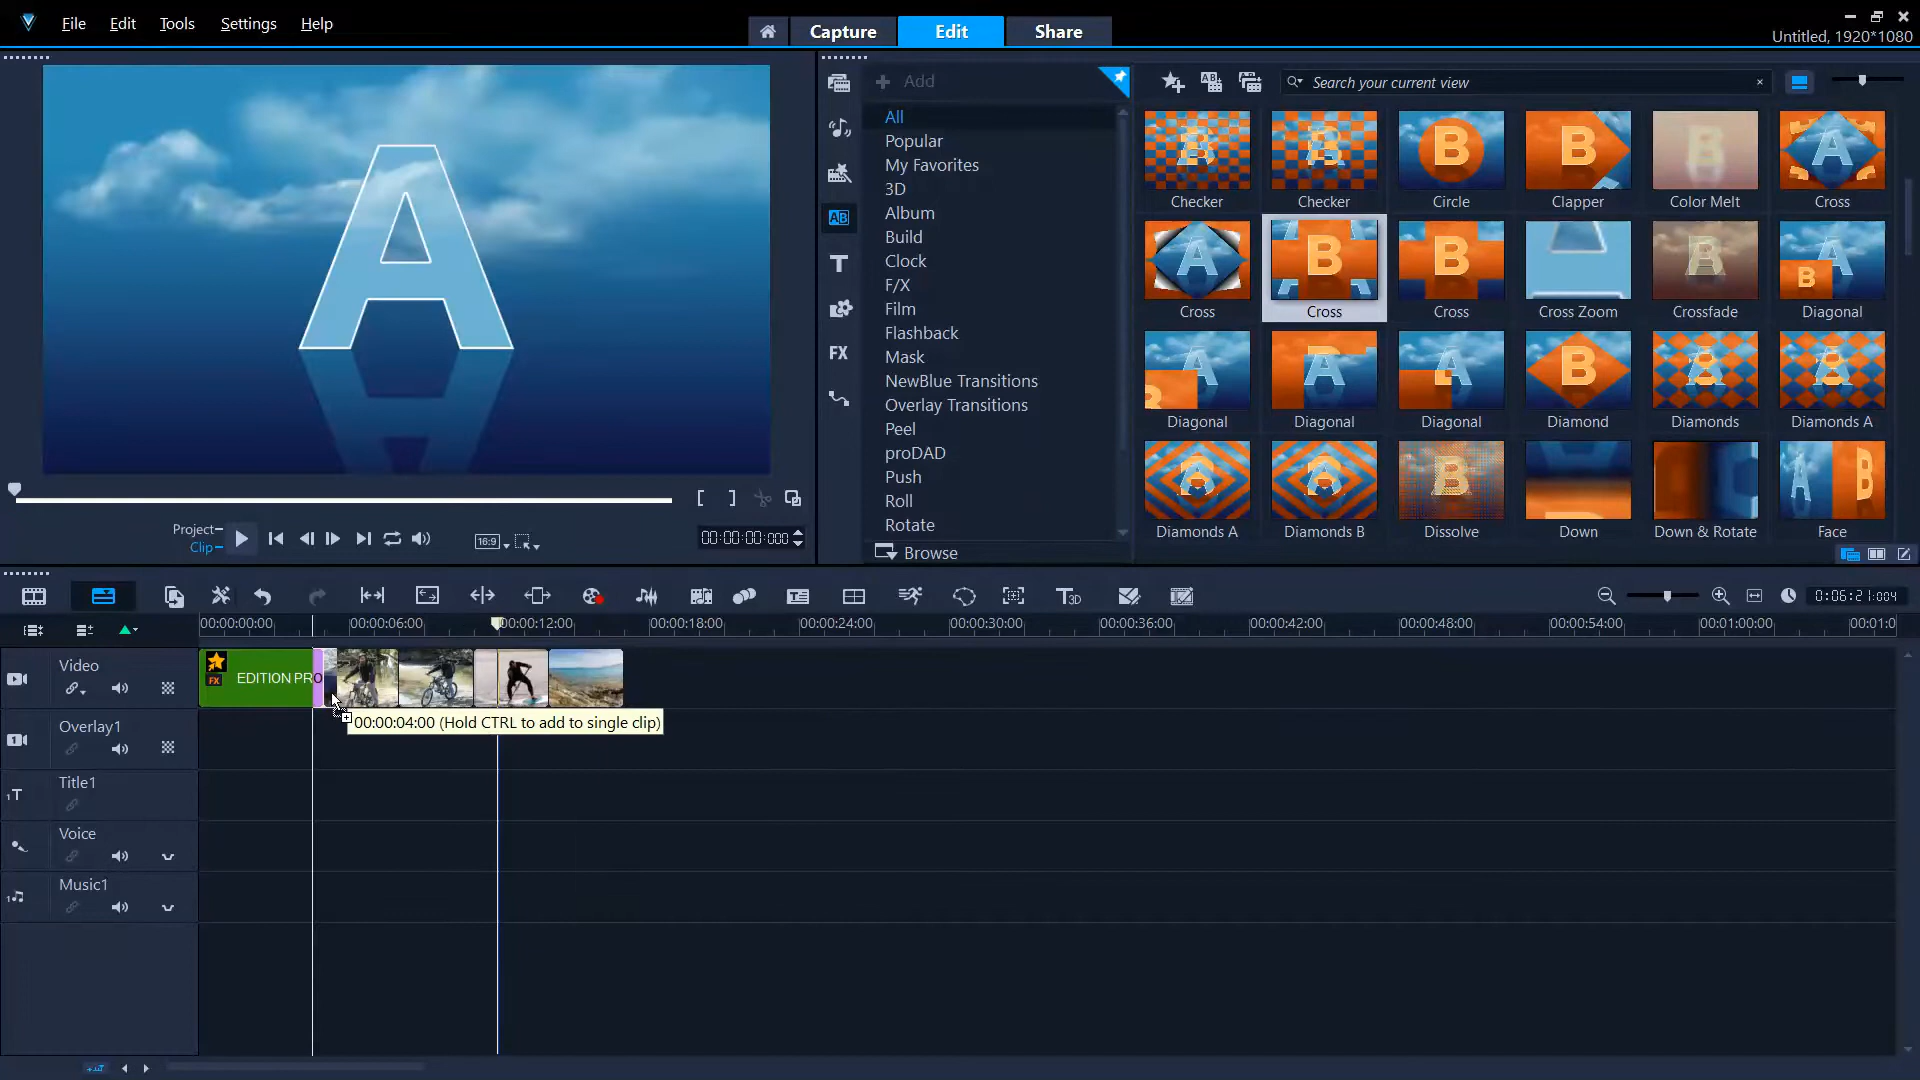 File Edit Tools Settings Help
Capture Edit Share
Untitled, 1920*1080
Add
Search your current view
All
Popular
My Favorites
3D
Album
Build
Clock
F/X
Film
Flashback
Mask
NewBlue Transitions
Overlay Transitions
Peel
proDAD
Push
Roll
Rotate
Browse
Checker Checker Circle Clapper Color Melt Cross
Cross Cross Cross Cross Zoom Crossfade Diagonal
Diagonal Diagonal Diagonal Diamond Diamonds Diamonds A
Diamonds A Diamonds B Dissolve Down Down & Rotate Face
A
AB
T
FX
Project
Clip
16:9
00:00:00:000
T3D
0:06:21:004
00:00:00:00 00:00:06:00 00:00:12:00 00:00:18:00 00:00:24:00 00:00:30:00 00:00:36:00 00:00:42:00 00:00:48:00 00:00:54:00 00:01:00:00 00:01:0
Video
FX
EDITION PRO
00:00:04:00 (Hold CTRL to add to single clip)
Overlay1
Title1
Voice
Music1